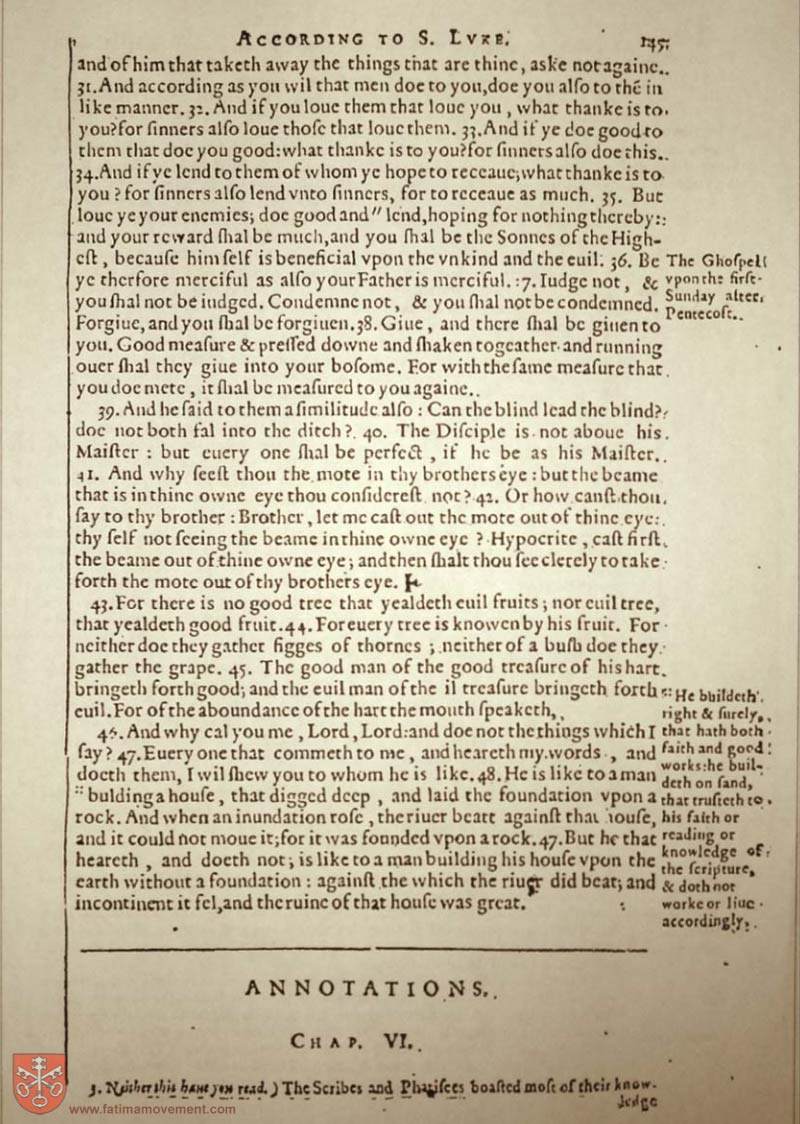 ACCORDING TO S. LVKE. 145
and of him that taketh away the things that are thine, aske not againe.
31. And according as you wil that men doe to you, doe you alſo to thē in
like manner. 32. And if you loue them that loue you, what thanke is to
you? for ſinners alſo loue thoſe that loue them. 33. And if ye doe good to
them that doe you good: what thanke is to you? for ſinners alſo doe this.
34. And if ye lend to them of whom ye hope to receaue; what thanke is to
you? for ſinners alſo lend vnto ſinners, for to receaue as much. 35. But
loue ye your enemies; doe good and " lend, hoping for nothing thereby:
and your reward ſhal be much, and you ſhal be the Sonnes of the High-
eſt, becauſe himſelf is beneficial vpon the vnkind and the euil. 36. Be
ye therfore merciful as alſo your Father is merciful. :7. Iudge not, &
you ſhal not be iudged. Condemne not, & you ſhal not be condemned.
Forgiue, and you ſhal be forgiuen. 38. Giue, and there ſhal be giuen to
you. Good meaſure & preſſed downe and ſhaken togeather and running
ouer ſhal they giue into your boſome. For with the ſame meaſure that
you doe mete, it ſhal be meaſured to you againe.
The Ghoſpell
vpon the firſt
Sunday after
Pentecoſt.
39. And he ſaid to them a ſimilitude alſo: Can the blind lead the blind?
doe not both fal into the ditch? 40. The Diſciple is not aboue his
Maiſter: but euery one ſhal be perfect, if he be as his Maiſter.
41. And why ſeeſt thou the mote in thy brothers eye: but the beame
that is in thine owne eye thou conſidereſt not? 42. Or how canſt thou
ſay to thy brother: Brother, let me caſt out the mote out of thine eye:
thy ſelf not ſeeing the beame in thine owne eye? Hypocrite, caſt firſt
the beame out of thine owne eye; and then ſhalt thou ſee clerely to take
forth the mote out of thy brothers eye.
43. For there is no good tree that yealdeth euil fruits; nor euil tree,
that yealdeth good fruit. 44. For euery tree is knowen by his fruit. For
neither doe they gather figges of thornes; neither of a buſh doe they
gather the grape. 45. The good man of the good treaſure of his hart
bringeth forth good; and the euil man of the il treaſure bringeth forth
euil. For of the aboundance of the hart the mouth ſpeaketh,
46. And why cal you me, Lord, Lord: and doe not the things which I
ſay? 47. Euery one that commeth to me, and heareth my words, and
doeth them, I wil ſhew you to whom he is like. 48. He is like to a man
:: bulding a houſe, that digged deep, and laid the foundation vpon a
rock. And when an inundation roſe, the riuer beatt againſt that houſe,
and it could not moue it; for it was founded vpon a rock. 47. But he that
heareth, and doeth not; is like to a man building his houſe vpon the
earth without a foundation: againſt the which the riuer did beat; and
incontinent it fel, and the ruine of that houſe was great.
:: He buildeth
right & ſurely,
that hath both
faith and good
works: he buil-
deth on ſand,
that truſteth to
his faith or
reading or
knowledge of
the ſcripture,
& doth not
worke or liue
accordingly.
ANNOTATIONS.
CHAP. VI.
3. Neither this haue you read.) The Scribes and Phariſees boaſted moſt of their know-
ledge
www.fatimamovement.com